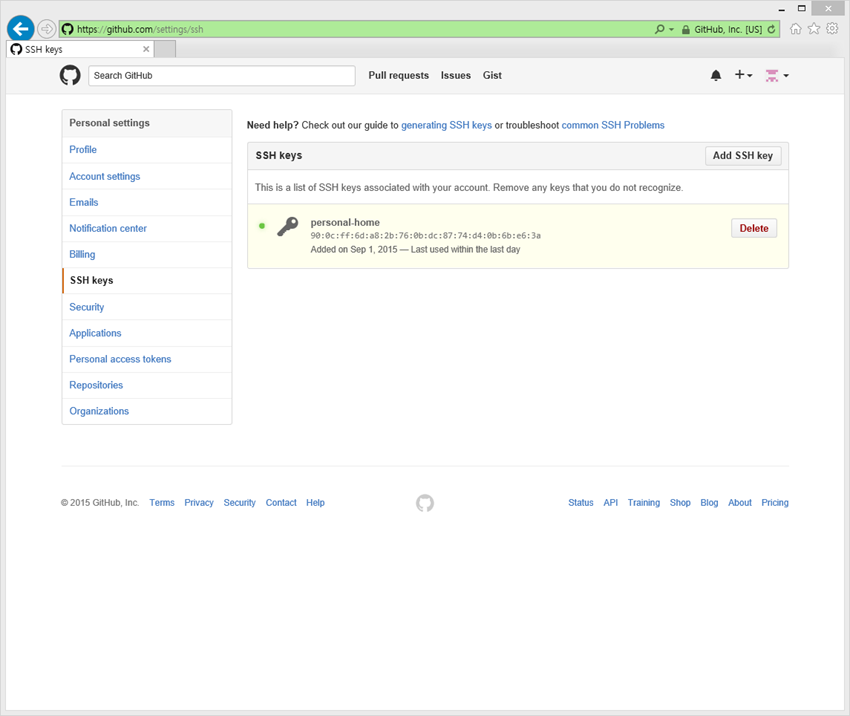 https://github.com/settings/ssh
GitHub, Inc. [US]
SSH keys
Search GitHub
Pull requests Issues Gist
Personal settings
Profile
Account settings
Emails
Notification center
Billing
SSH keys
Security
Applications
Personal access tokens
Repositories
Organizations
Need help? Check out our guide to generating SSH keys or troubleshoot common SSH Problems
SSH keys
Add SSH key
This is a list of SSH keys associated with your account. Remove any keys that you do not recognize.
personal-home
90:0c:ff:6d:a8:2b:76:0b:dc:87:74:d4:0b:6b:e6:3a
Added on Sep 1, 2015 — Last used within the last day
Delete
© 2015 GitHub, Inc. Terms Privacy Security Contact Help
Status API Training Shop Blog About Pricing